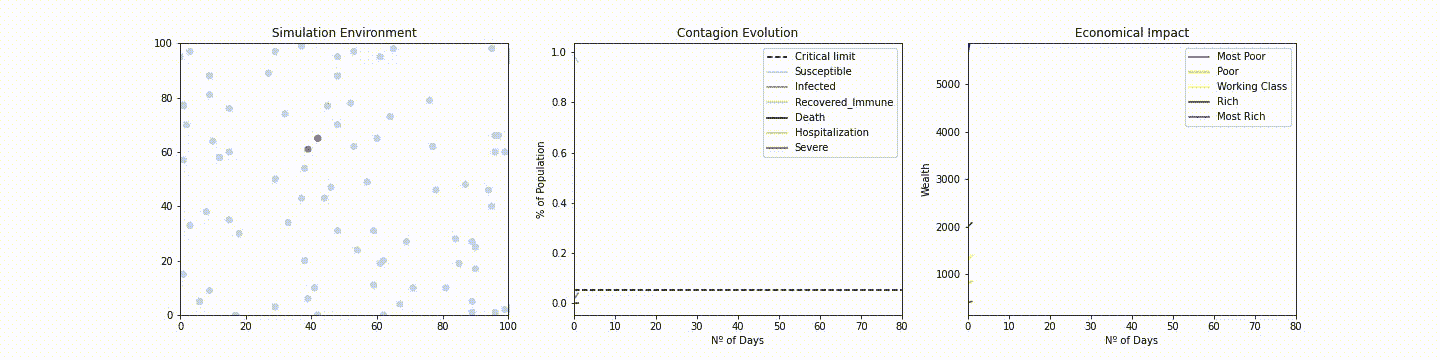 Simulation Environment
100
80
60
40
20
0
0 20 40 60 80 100
Contagion Evolution
% of Population
1.0
0.8
0.6
0.4
0.2
0.0
0 10 20 30 40 50 60 70 80
Nº of Days
Critical limit
Susceptible
Infected
Recovered_Immune
Death
Hospitalization
Severe
Economical Impact
Wealth
5000
4000
3000
2000
1000
0 10 20 30 40 50 60 70 80
Nº of Days
Most Poor
Poor
Working Class
Rich
Most Rich